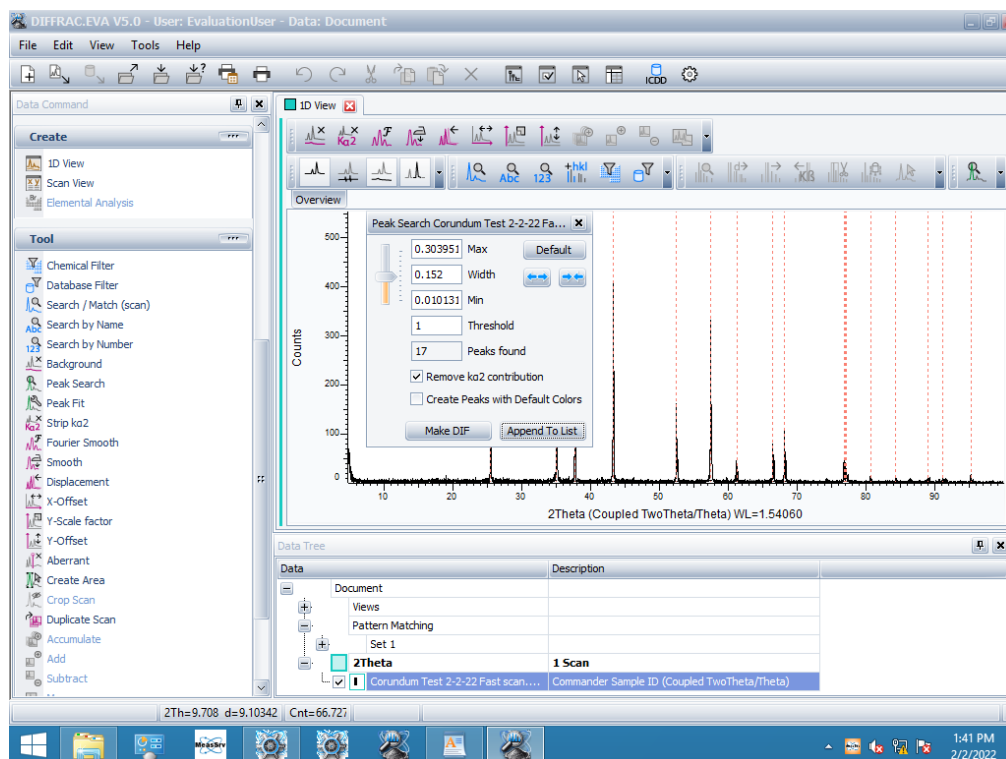 DIFFRAC.EVA V5.0 - User: EvaluationUser - Data: Document
File Edit View Tools Help
ICDD
Data Command
Create
1D View
Scan View
Elemental Analysis
Tool
Chemical Filter
Database Filter
Search / Match (scan)
Search by Name
Search by Number
Background
Peak Search
Peak Fit
Strip kα2
Fourier Smooth
Smooth
Displacement
X-Offset
Y-Scale factor
Y-Offset
Aberrant
Create Area
Crop Scan
Duplicate Scan
Accumulate
Add
Subtract
1D View
Kα2
Abc 123 +hkl Kß
Overview
Peak Search Corundum Test 2-2-22 Fa...
0.303951 Max Default
0.152 Width
0.010131 Min
1 Threshold
17 Peaks found
Remove kα2 contribution
Create Peaks with Default Colors
Make DIF Append To List
Counts
500
400
300
200
100
0
10 20 30 40 50 60 70 80 90
2Theta (Coupled TwoTheta/Theta) WL=1.54060
Data Tree
Data Description
Document
Views
Pattern Matching
Set 1
2Theta 1 Scan
Corundum Test 2-2-22 Fast scan.... Commander Sample ID (Coupled TwoTheta/Theta)
2Th=9.708 d=9.10342 Cnt=66.727
MeasSrv
1:41 PM
2/2/2022